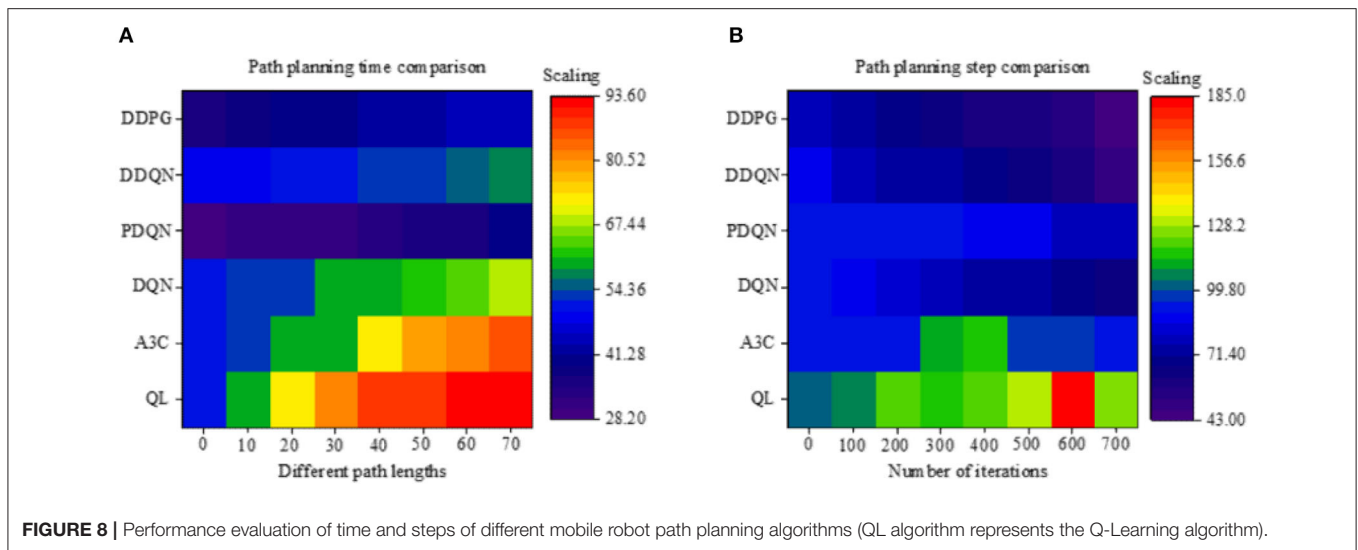 A
Path planning time comparison
Scaling
DDPG
DDQN
PDQN
DQN
A3C
QL
0 10 20 30 40 50 60 70
Different path lengths
93.60
80.52
67.44
54.36
41.28
28.20
B
Path planning step comparison
Scaling
DDPG
DDQN
PDQN
DQN
A3C
QL
0 100 200 300 400 500 600 700
Number of iterations
185.0
156.6
128.2
99.80
71.40
43.00
FIGURE 8 | Performance evaluation of time and steps of different mobile robot path planning algorithms (QL algorithm represents the Q-Learning algorithm).